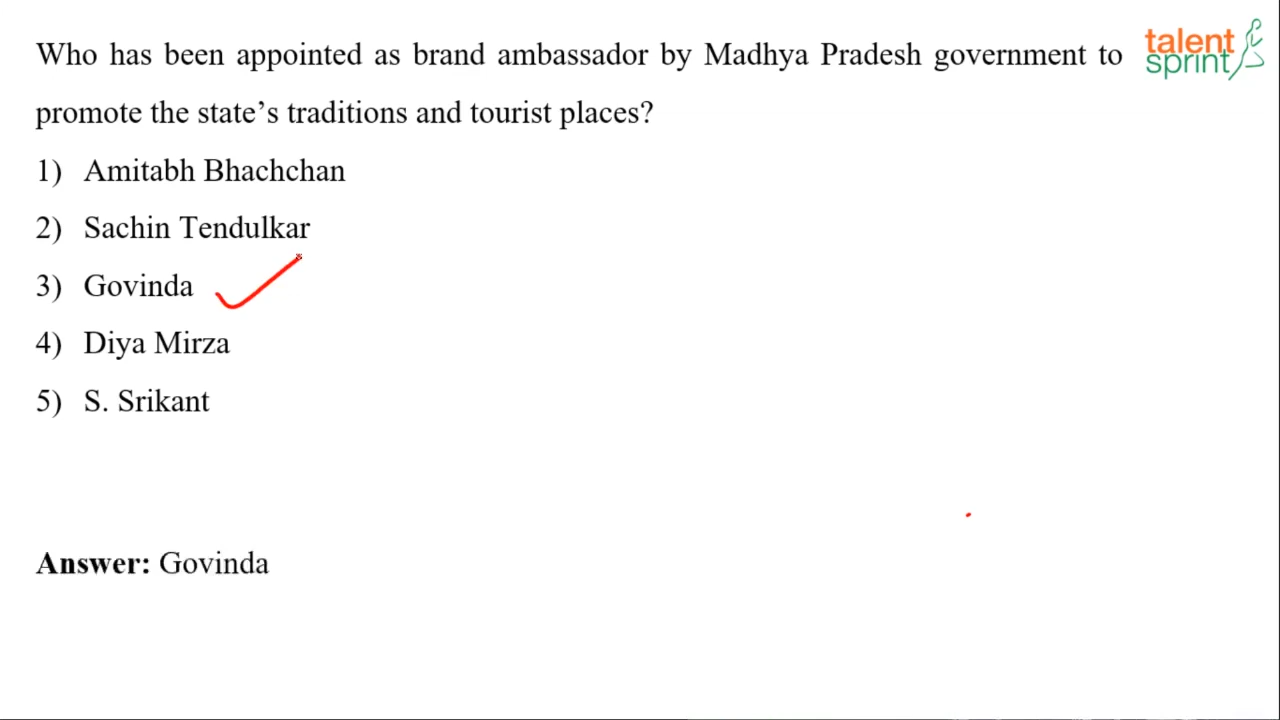 Who has been appointed as brand ambassador by Madhya Pradesh government to
promote the state’s traditions and tourist places?
1) Amitabh Bhachchan
2) Sachin Tendulkar
3) Govinda
4) Diya Mirza
5) S. Srikant
Answer: Govinda
talent
sprint